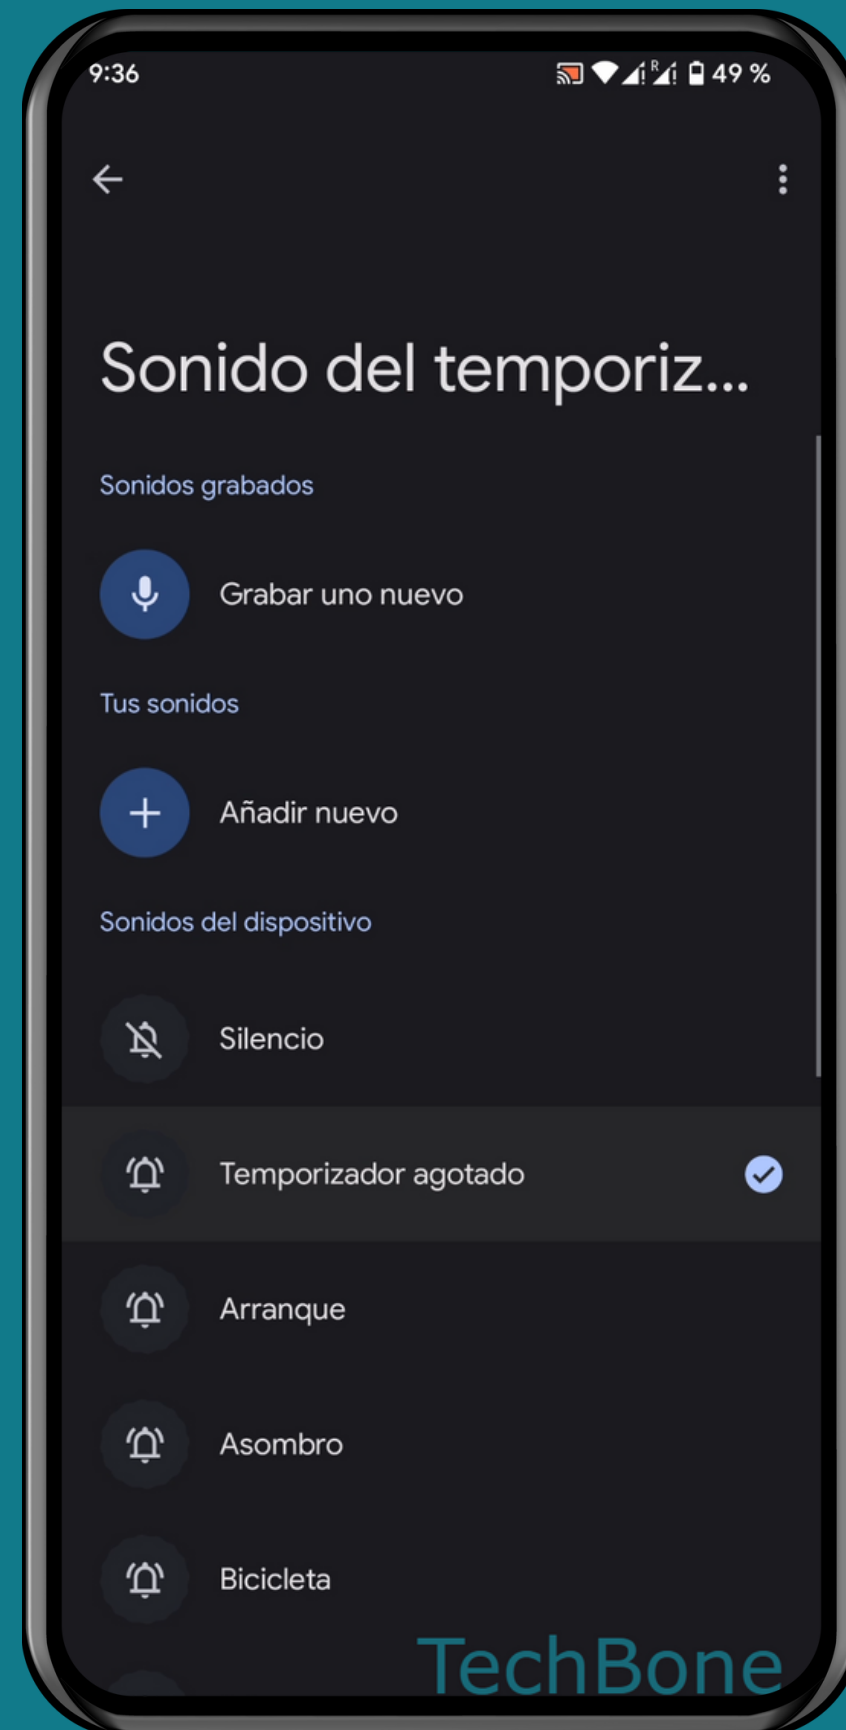 9:36
R 49 %
Sonido del temporiz...
Sonidos grabados
Grabar uno nuevo
Tus sonidos
Añadir nuevo
Sonidos del dispositivo
Silencio
Temporizador agotado
Arranque
Asombro
Bicicleta
TechBone